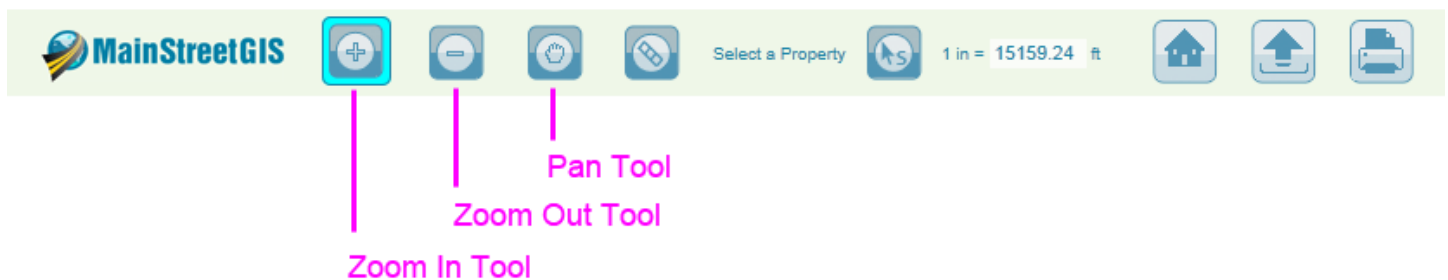 MainStreetGIS Select a Property S 1 in = 15159.24 ft
Pan Tool
Zoom Out Tool
Zoom In Tool